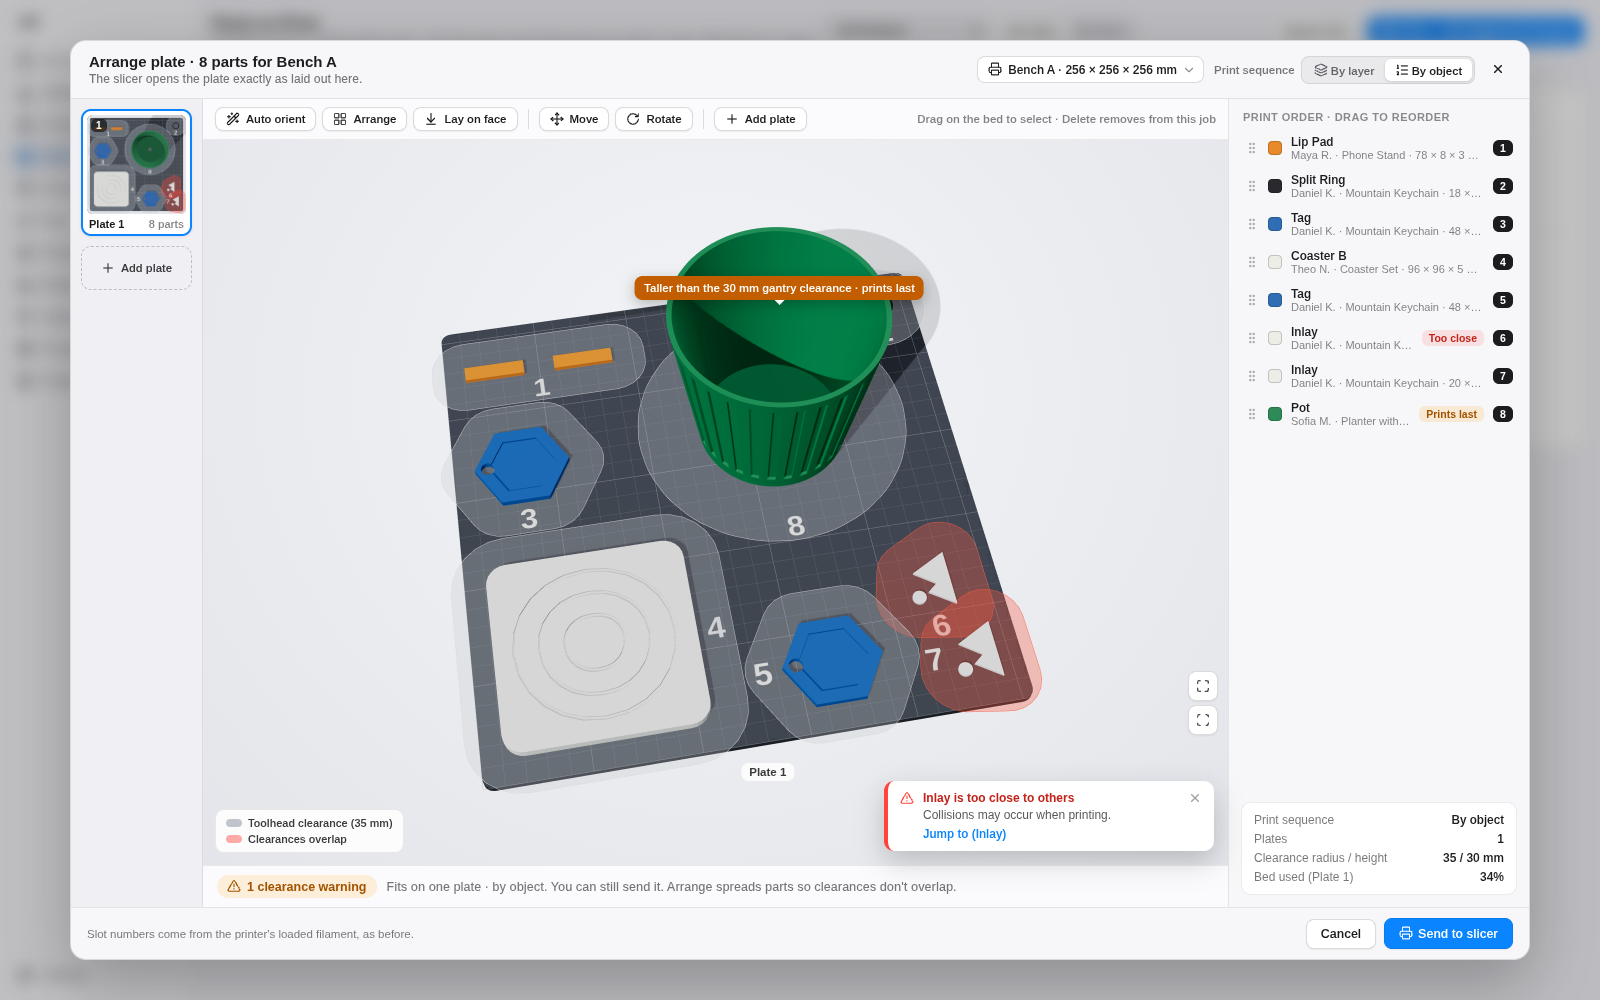 Arrange plate · 8 parts for Bench A
The slicer opens the plate exactly as laid out here.
Bench A · 256 × 256 × 256 mm
Print sequence
By layer
By object
1
Plate 1
8 parts
Add plate
Auto orient
Arrange
Lay on face
Move
Rotate
Add plate
Drag on the bed to select · Delete removes from this job
Taller than the 30 mm gantry clearance · prints last
1
3
8
4
5
6
7
Plate 1
Toolhead clearance (35 mm)
Clearances overlap
Inlay is too close to others
Collisions may occur when printing.
Jump to (Inlay)
1 clearance warning
Fits on one plate · by object. You can still send it. Arrange spreads parts so clearances don't overlap.
PRINT ORDER · DRAG TO REORDER
Lip Pad
Maya R. · Phone Stand · 78 × 8 × 3 ...
1
Split Ring
Daniel K. · Mountain Keychain · 18 ×...
2
Tag
Daniel K. · Mountain Keychain · 48 ×...
3
Coaster B
Theo N. · Coaster Set · 96 × 96 × 5 ...
4
Tag
Daniel K. · Mountain Keychain · 48 ×...
5
Inlay
Daniel K. · Mountain K...
Too close
6
Inlay
Daniel K. · Mountain Keychain · 20 ×...
7
Pot
Sofia M. · Planter with...
Prints last
8
Print sequence
By object
Plates
1
Clearance radius / height
35 / 30 mm
Bed used (Plate 1)
34%
Slot numbers come from the printer's loaded filament, as before.
Cancel
Send to slicer